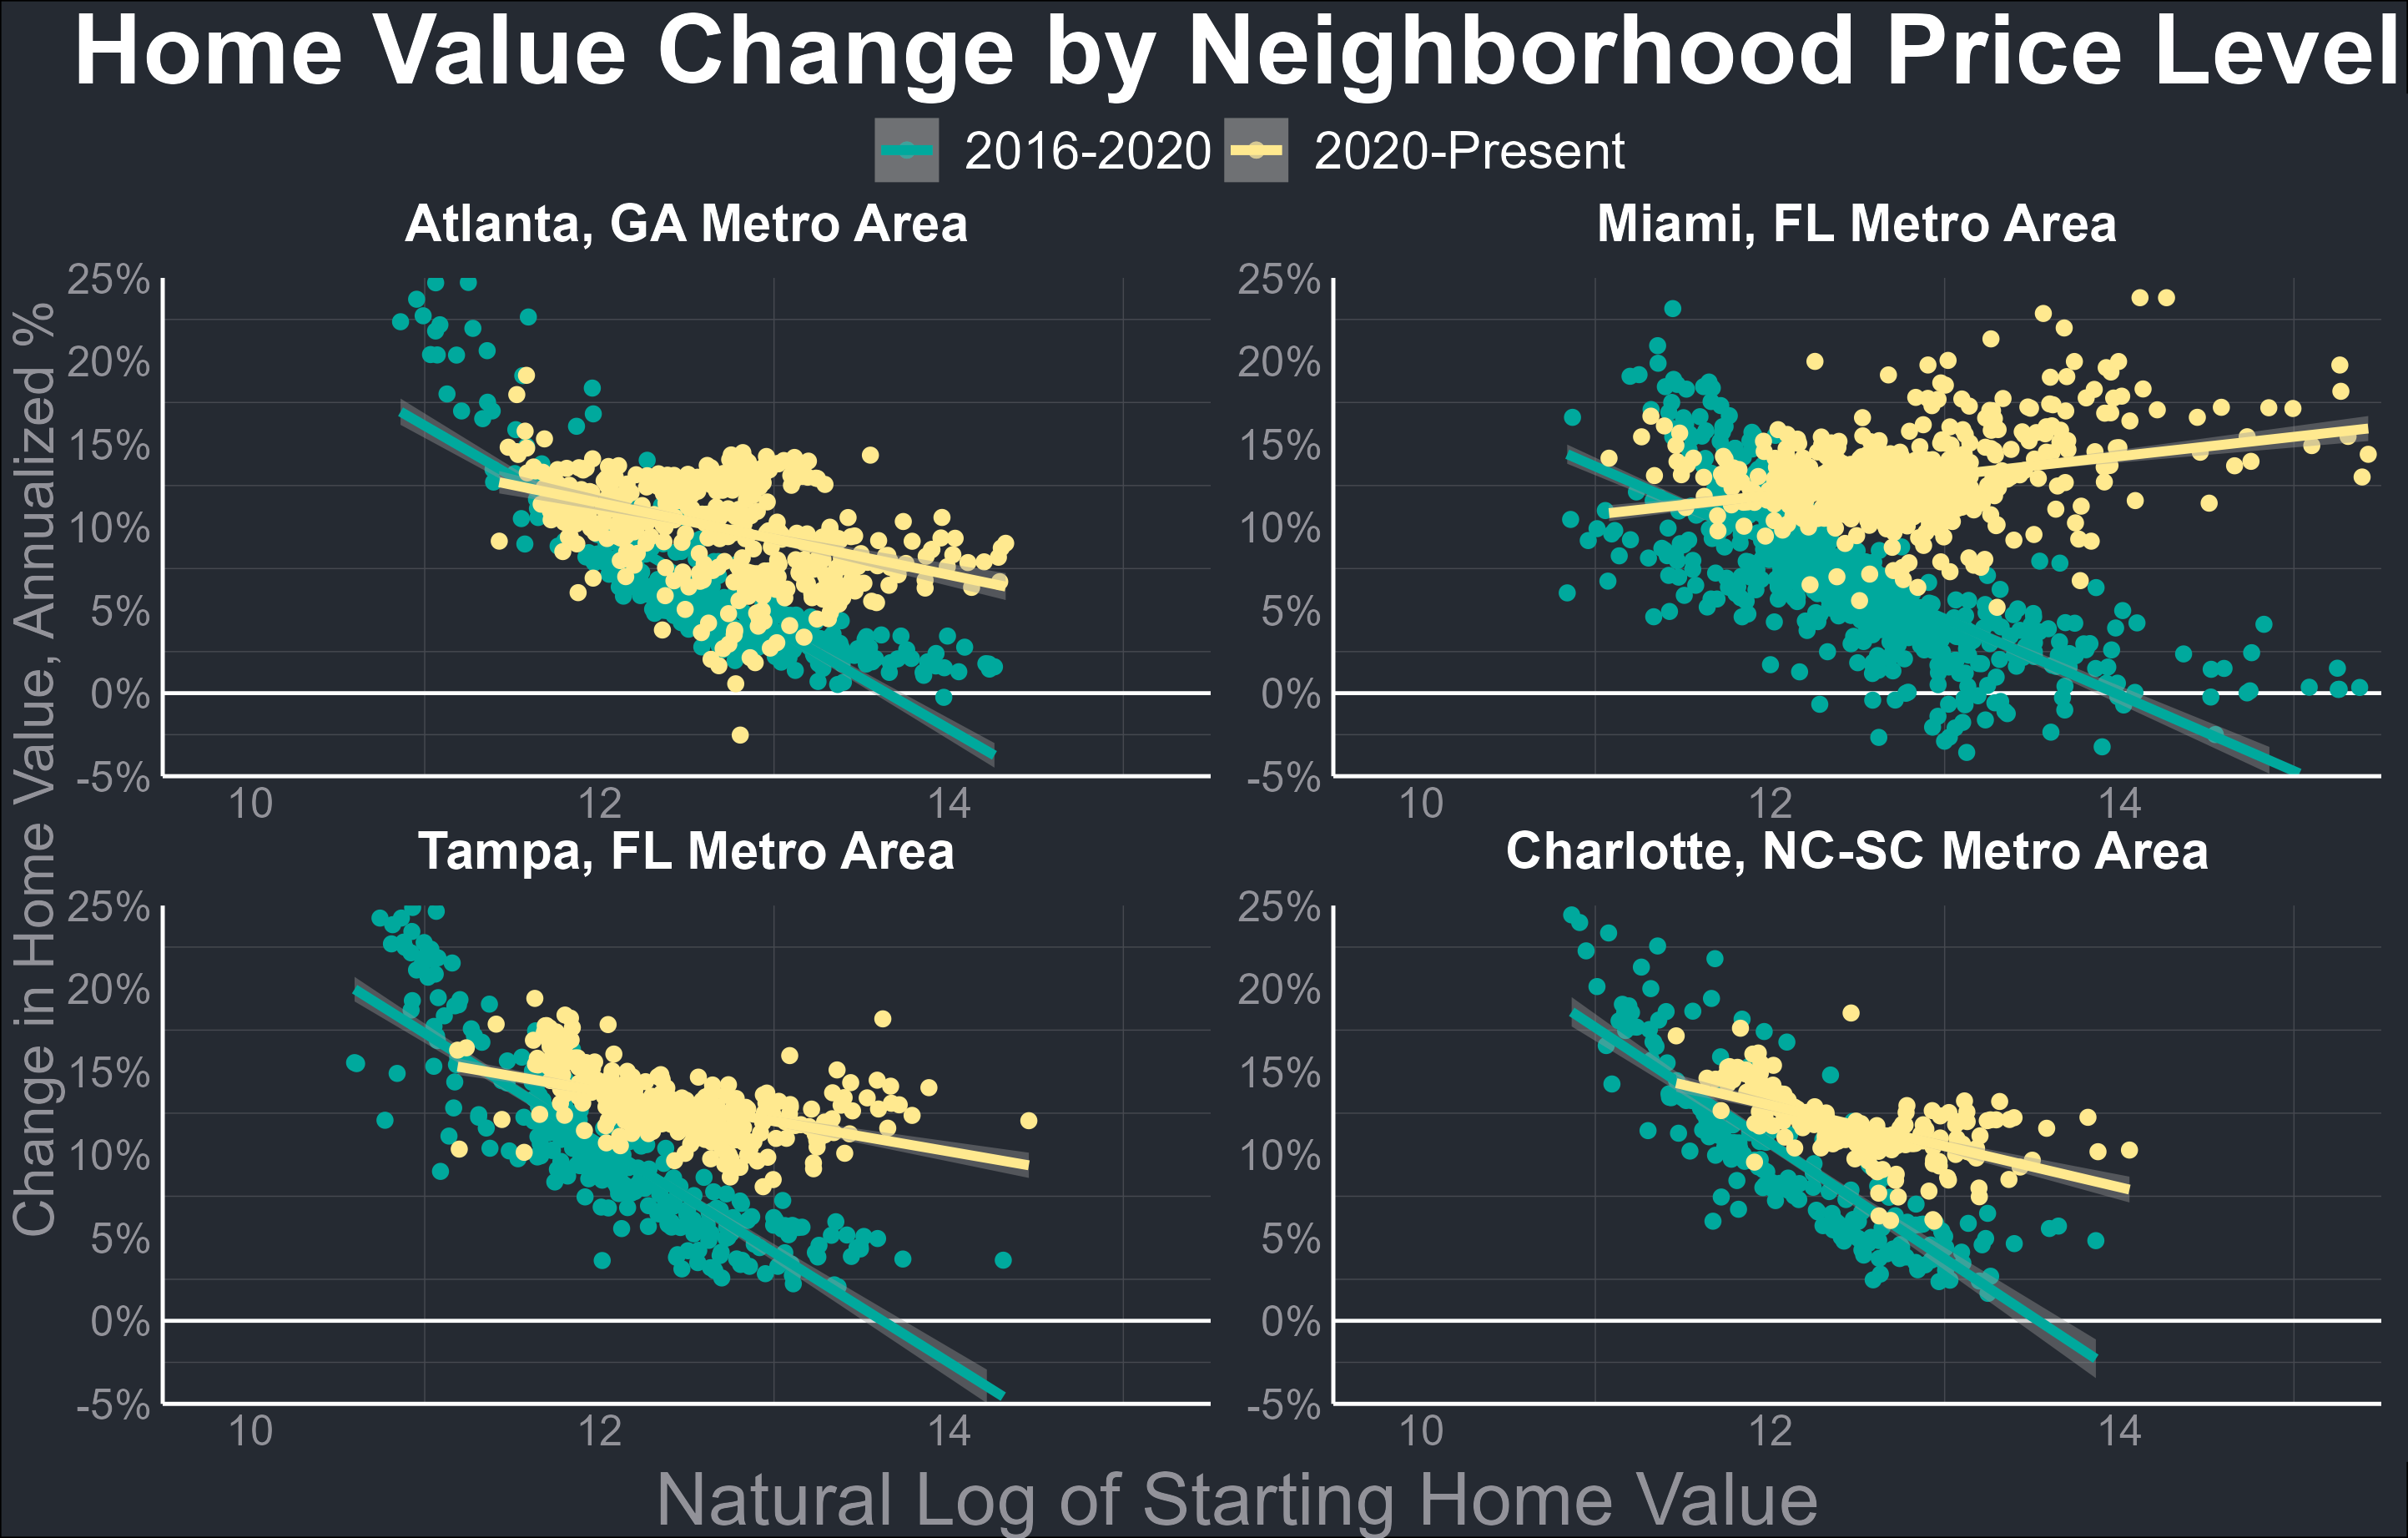 Home Value Change by Neighborhood Price Level
2016-2020 2020-Present
Change in Home Value, Annualized %
Atlanta, GA Metro Area
25%
20%
15%
10%
5%
0%
-5%
10 12 14
Miami, FL Metro Area
25%
20%
15%
10%
5%
0%
-5%
10 12 14
Tampa, FL Metro Area
25%
20%
15%
10%
5%
0%
-5%
10 12 14
Charlotte, NC-SC Metro Area
25%
20%
15%
10%
5%
0%
-5%
10 12 14
Natural Log of Starting Home Value